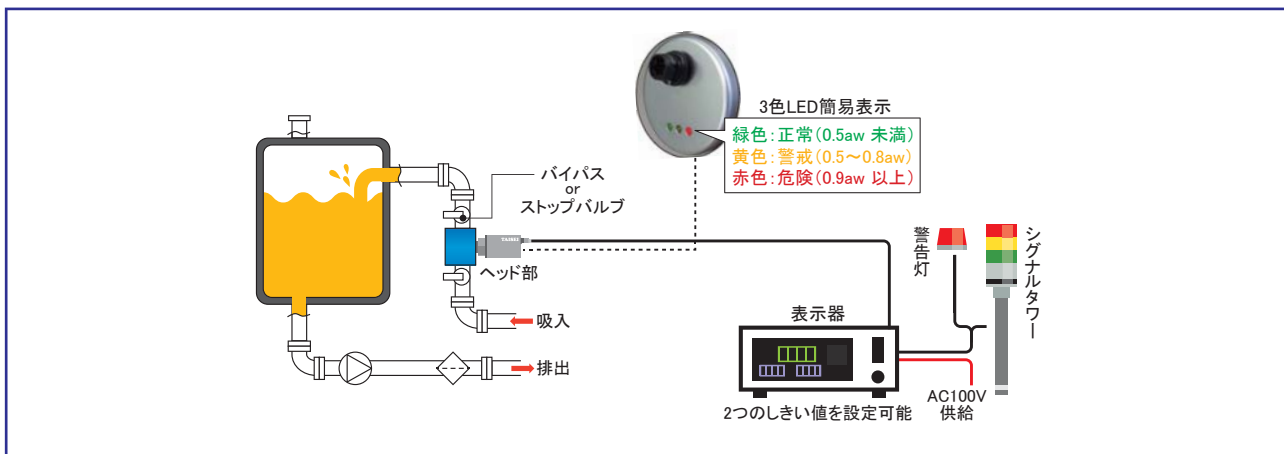 3色LED簡易表示
緑色:正常(0.5aw 未満)
黄色:警戒(0.5~0.8aw)
赤色:危険(0.9aw 以上)
バイパス
or
ストップバルブ
ヘッド部
吸入
排出
表示器
2つのしきい値を設定可能
警告灯
シグナルタワー
AC100V
供給